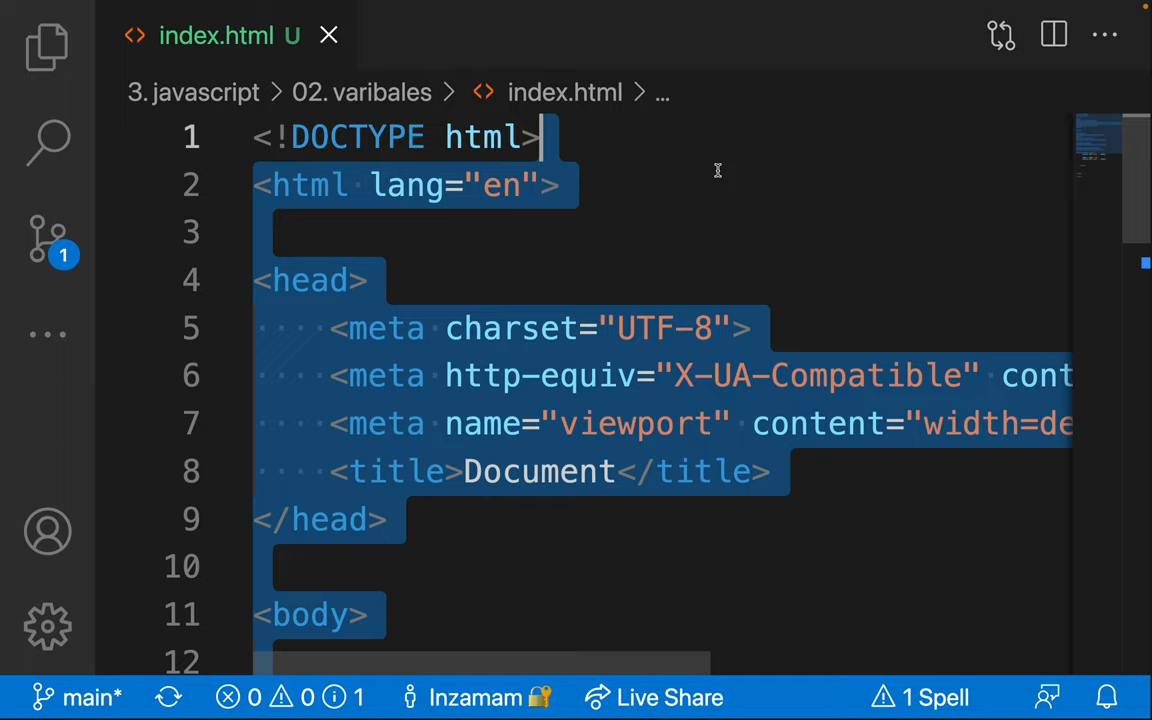 index.html U
3. javascript > 02. varibales > index.html > ...
1 <!DOCTYPE html>
2 <html lang="en">
3
4 <head>
5 <meta charset="UTF-8">
6 <meta http-equiv="X-UA-Compatible" cont
7 <meta name="viewport" content="width=de
8 <title>Document</title>
9 </head>
10
11 <body>
12
1
main* 0 0 1 Inzamam Live Share 1 Spell